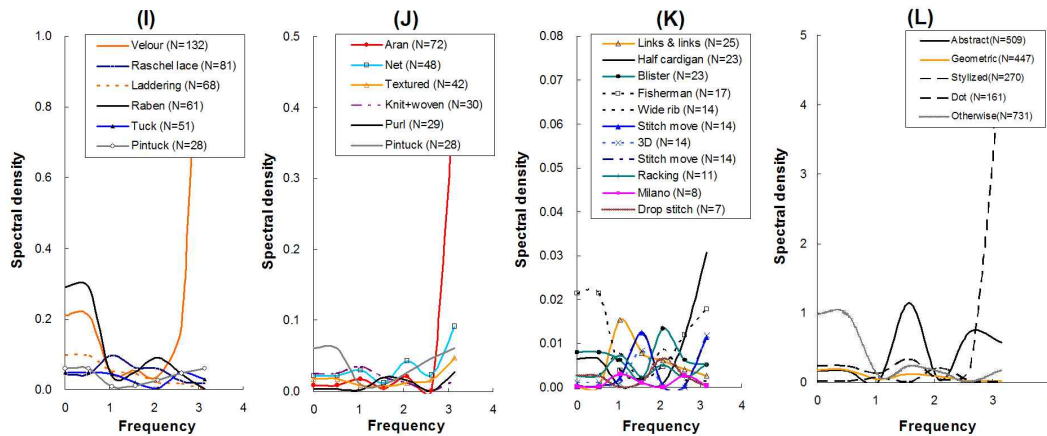 (I)
Spectral density
1.0
0.8
0.6
0.4
0.2
0.0
Velour (N=132)
Raschel lace (N=81)
Laddering (N=68)
Raben (N=61)
Tuck (N=51)
Pintuck (N=28)
0 1 2 3 4
Frequency
(J)
Spectral density
0.5
0.4
0.3
0.2
0.1
0.0
Aran (N=72)
Net (N=48)
Textured (N=42)
Knit+woven (N=30)
Purl (N=29)
Pintuck (N=28)
0 1 2 3 4
Frequency
(K)
Spectral density
0.08
0.07
0.06
0.05
0.04
0.03
0.02
0.01
0.00
Links & links (N=25)
Half cardigan (N=23)
Blister (N=23)
Fisherman (N=17)
Wide rib (N=14)
Stitch move (N=14)
3D (N=14)
Stitch move (N=14)
Racking (N=11)
Milano (N=8)
Drop stitch (N=7)
0 1 2 3 4
Frequency
(L)
Spectral density
5
4
3
2
1
0
Abstract(N=509)
Geometric(N=447)
Stylized(N=270)
Dot (N=161)
Otherwise(N=731)
0 1 2 3
Frequency